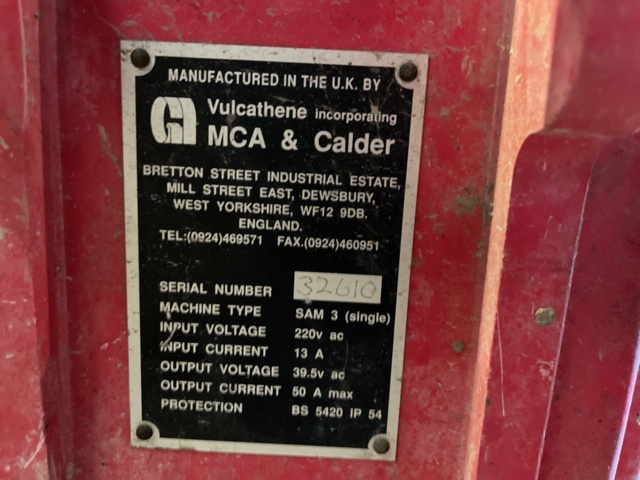 MANUFACTURED IN THE U.K. BY
Vulcathene incorporating
MCA & Calder
BRETTON STREET INDUSTRIAL ESTATE,
MILL STREET EAST, DEWSBURY,
WEST YORKSHIRE, WF12 9DB.
ENGLAND.
TEL:(0924)469571 FAX.(0924)460951
SERIAL NUMBER 32610
MACHINE TYPE SAM 3 (single)
INPUT VOLTAGE 220v ac
INPUT CURRENT 13 A
OUTPUT VOLTAGE 39.5v ac
OUTPUT CURRENT 50 A max
PROTECTION BS 5420 IP 54